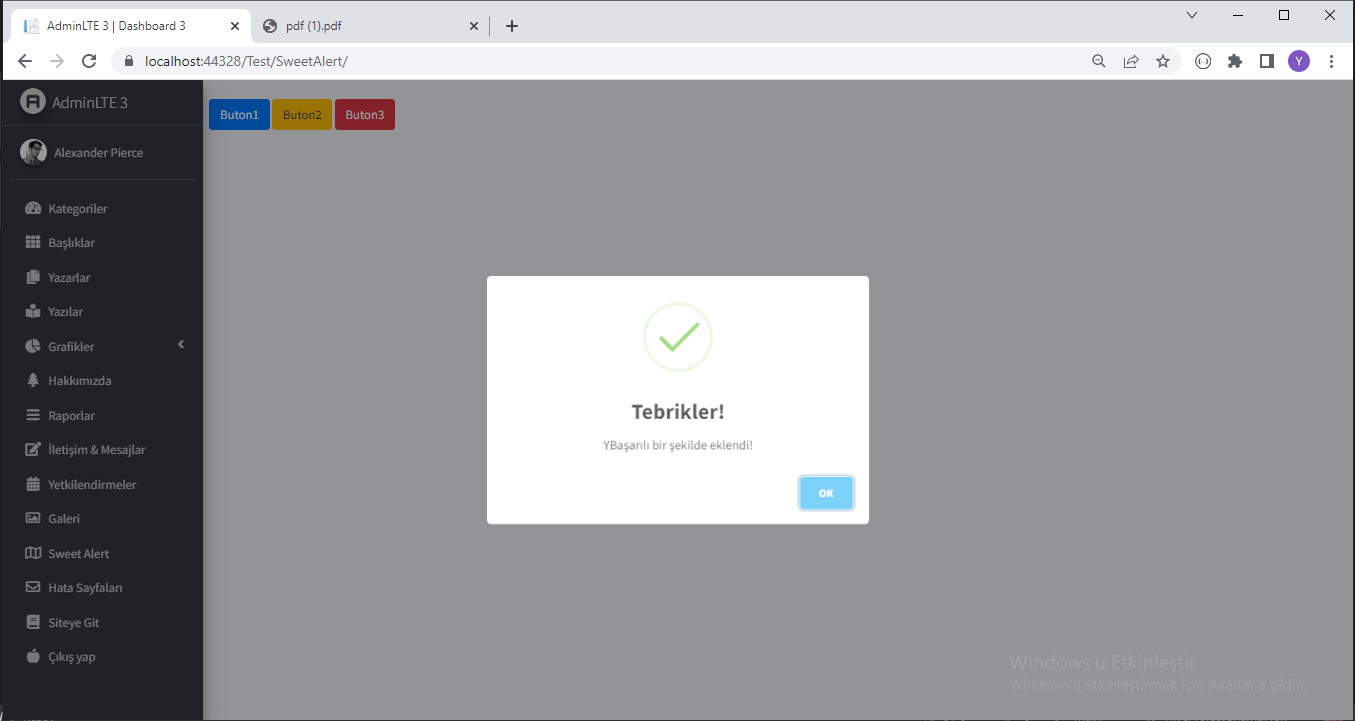 AdminLTE 3 | Dashboard 3
pdf (1).pdf
localhost:44328/Test/SweetAlert/
Y
AdminLTE 3
Alexander Pierce
Buton1 Buton2 Buton3
Kategoriler
Başlıklar
Yazarlar
Yazılar
Grafikler
Hakkımızda
Raporlar
İletişim & Mesajlar
Yetkilendirmeler
Galeri
Sweet Alert
Hata Sayfaları
Siteye Git
Çıkış yap
Tebrikler!
YBaşarılı bir şekilde eklendi!
OK
Windows'u Etkinleştir
Windows'u etkinleştirmek için Ayarlar'a gidin.